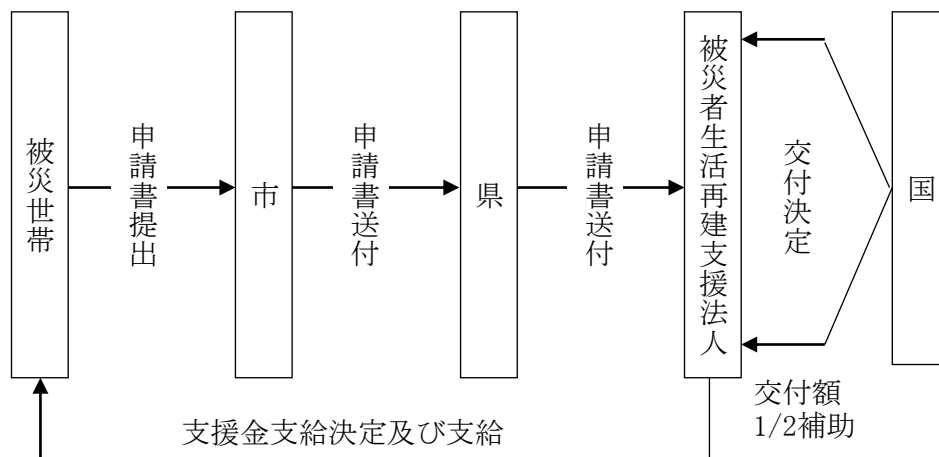 被災世帯
申請書提出
市
申請書送付
県
申請書送付
被災者生活再建支援法人
交付決定
国
交付額
1/2補助
支援金支給決定及び支給